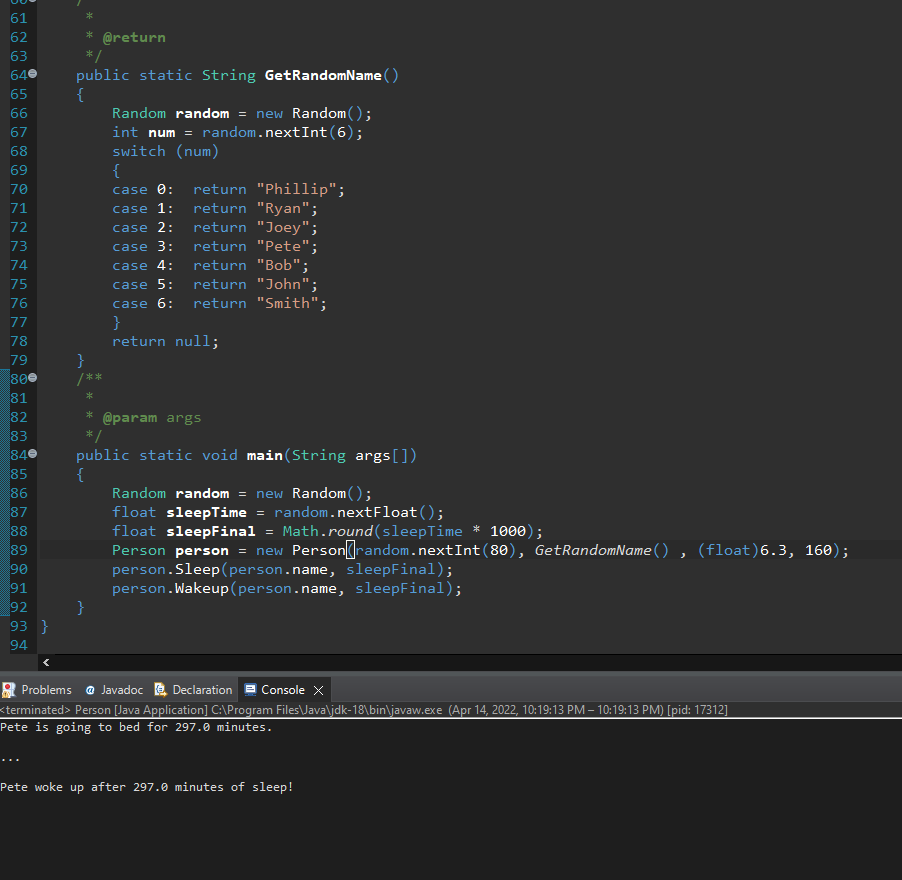 60 /
61 *
62 * @return
63 */
64 public static String GetRandomName()
65 {
66 Random random = new Random();
67 int num = random.nextInt(6);
68 switch (num)
69 {
70 case 0: return "Phillip";
71 case 1: return "Ryan";
72 case 2: return "Joey";
73 case 3: return "Pete";
74 case 4: return "Bob";
75 case 5: return "John";
76 case 6: return "Smith";
77 }
78 return null;
79 }
80 /**
81 *
82 * @param args
83 */
84 public static void main(String args[])
85 {
86 Random random = new Random();
87 float sleepTime = random.nextFloat();
88 float sleepFinal = Math.round(sleepTime * 1000);
89 Person person = new Person(random.nextInt(80), GetRandomName() , (float)6.3, 160);
90 person.Sleep(person.name, sleepFinal);
91 person.Wakeup(person.name, sleepFinal);
92 }
93 }
94
Problems Javadoc Declaration Console
<terminated> Person [Java Application] C:\Program Files\Java\jdk-18\bin\javaw.exe (Apr 14, 2022, 10:19:13 PM – 10:19:13 PM) [pid: 17312]
Pete is going to bed for 297.0 minutes.
...
Pete woke up after 297.0 minutes of sleep!